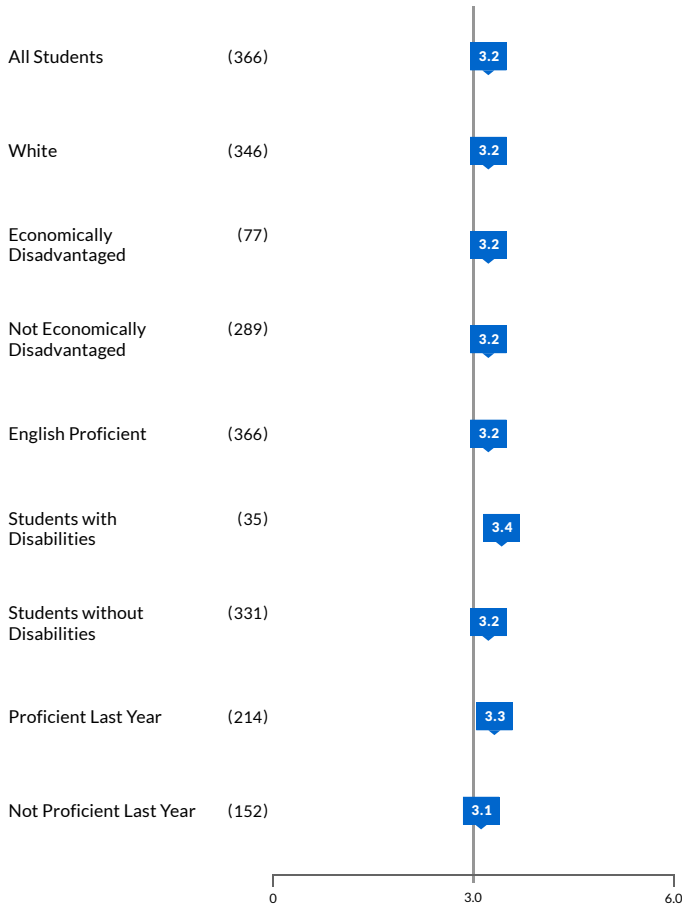 All Students (366) 3.2
White (346) 3.2
Economically (77)
Disadvantaged 3.2
Not Economically (289)
Disadvantaged 3.2
English Proficient (366) 3.2
Students with (35)
Disabilities 3.4
Students without (331)
Disabilities 3.2
Proficient Last Year (214) 3.3
Not Proficient Last Year (152) 3.1
0 3.0 6.0